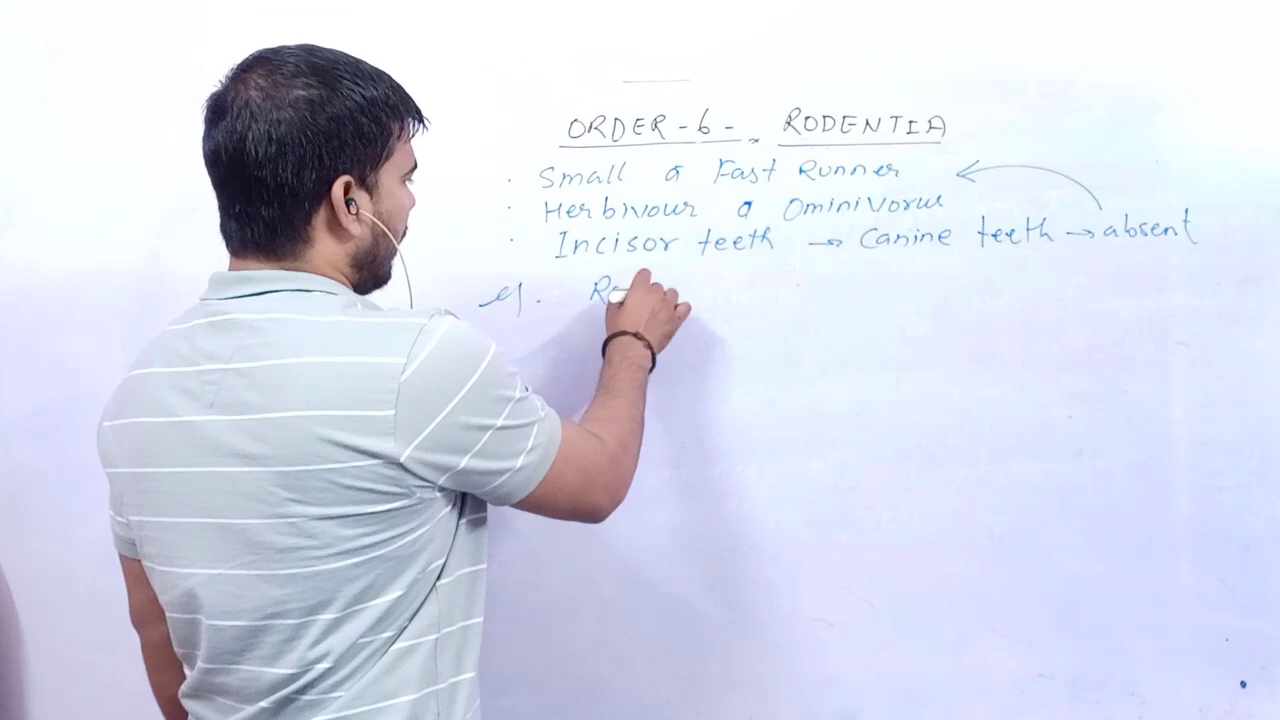 ORDER - 6 - RODENTIA
· Small & Fast Runner
· Herbivour & Ominivorus
· Incisor teeth → Canine teeth → absent
eg. R